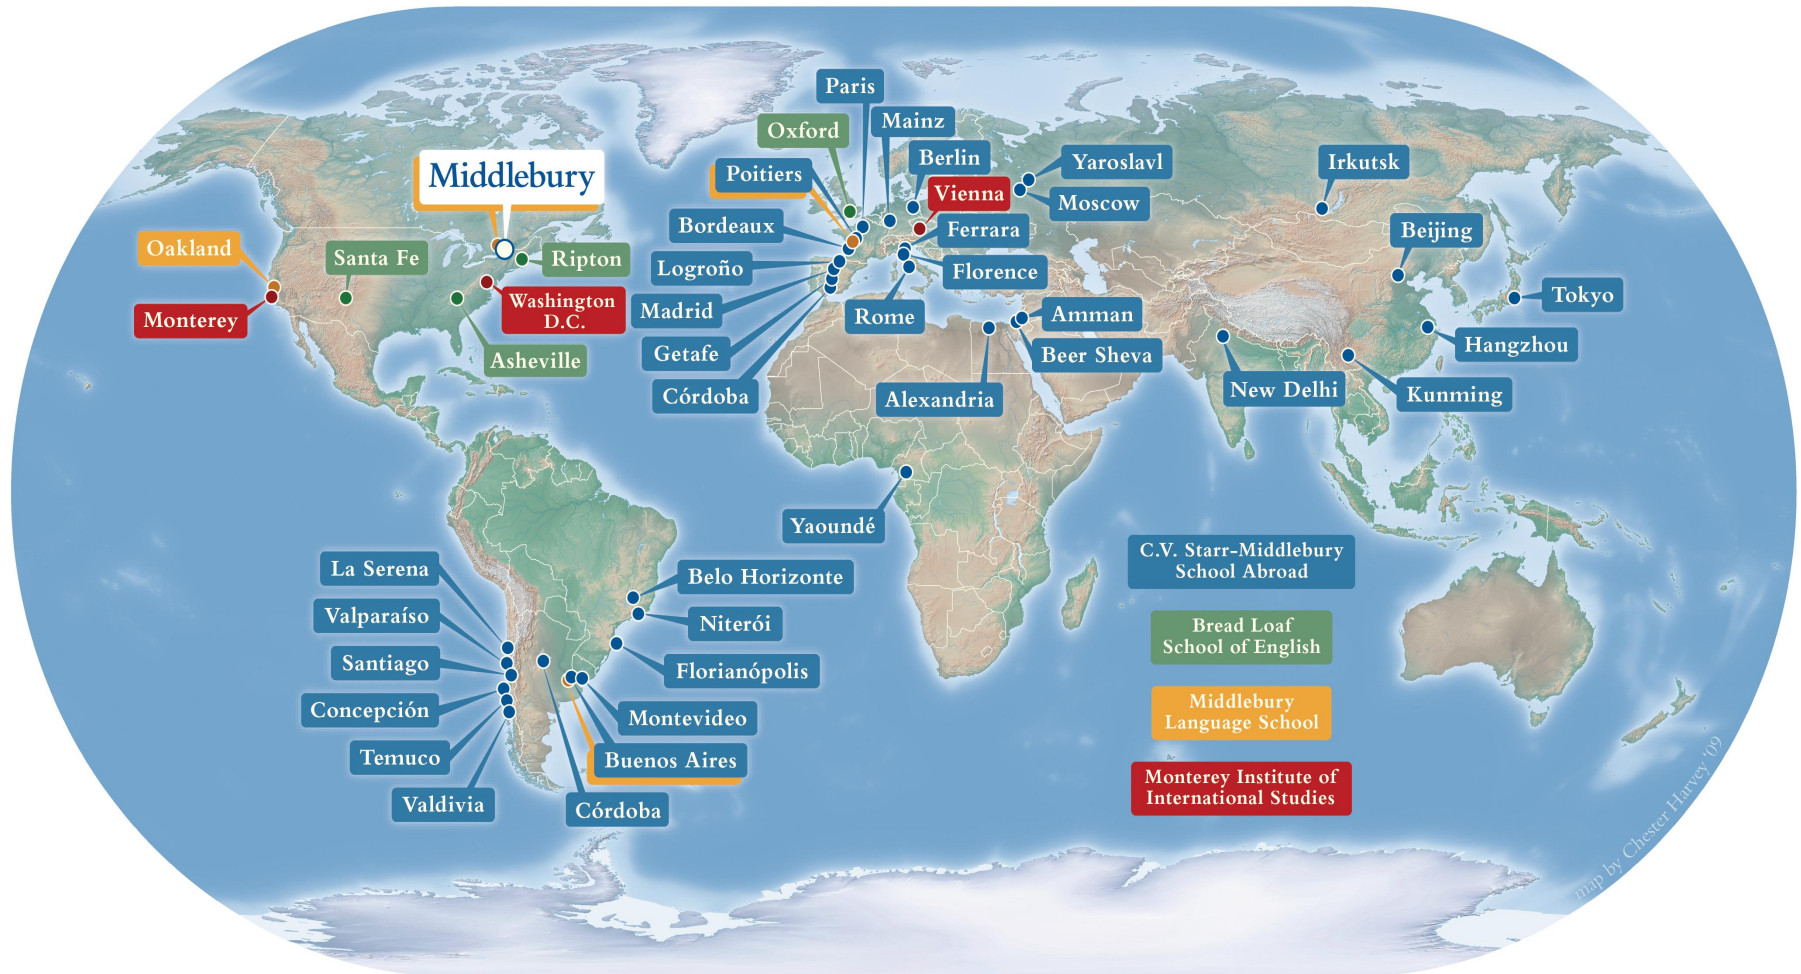 Paris
Mainz
Oxford
Berlin
Poitiers
Yaroslavl
Irkutsk
Middlebury
Vienna
Moscow
Bordeaux
Ferrara
Beijing
Oakland
Santa Fe
Ripton
Logroño
Florence
Tokyo
Monterey
Washington
D.C.
Madrid
Rome
Amman
Hangzhou
Asheville
Getafe
Beer Sheva
Córdoba
Alexandria
New Delhi
Kunming
Yaoundé
La Serena
Belo Horizonte
Valparaíso
Niterói
Santiago
Florianópolis
Concepción
Montevideo
Temuco
Buenos Aires
Valdivia
Córdoba
C.V. Starr-Middlebury
School Abroad
Bread Loaf
School of English
Middlebury
Language School
Monterey Institute of
International Studies
map by Chester Harvey '09